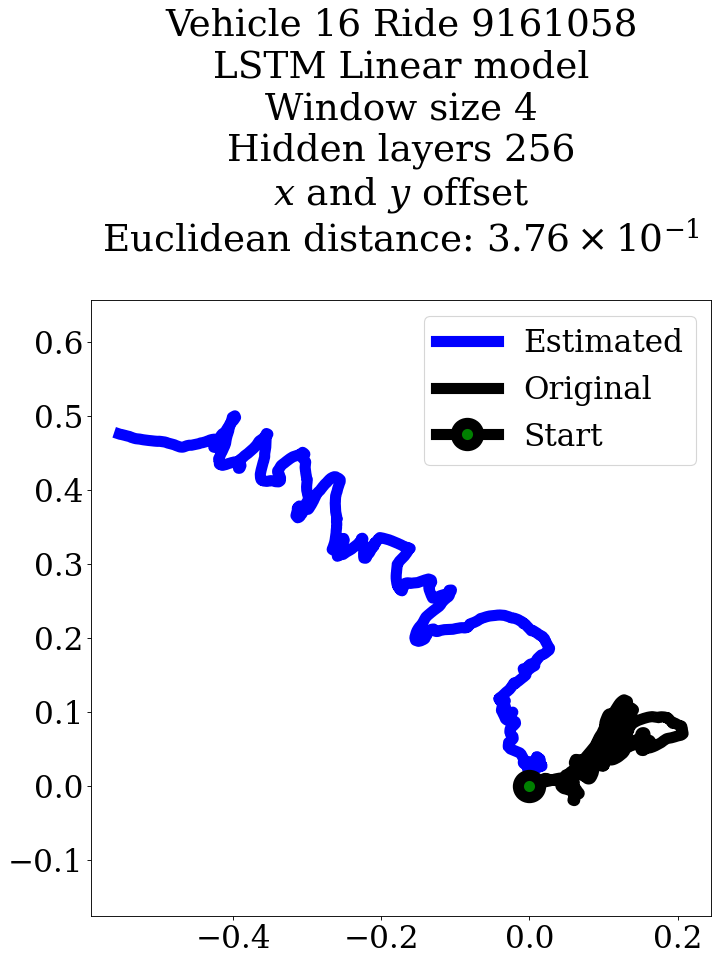 Vehicle 16 Ride 9161058
LSTM Linear model
Window size 4
Hidden layers 256
x and y offset
Euclidean distance: 3.76 × 10⁻¹
Estimated
Original
Start
0.6
0.5
0.4
0.3
0.2
0.1
0.0
−0.1
−0.4
−0.2
0.0
0.2